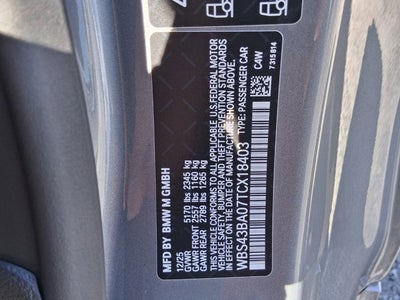 MFD BY: BMW M GMBH
12/25
GVWR 5170 lbs 2345 kg
GAWR FRONT 2557 lbs 1160 kg
GAWR REAR 2789 lbs 1265 kg
THIS VEHICLE CONFORMS TO ALL APPLICABLE U.S. FEDERAL MOTOR
VEHICLE SAFETY, BUMPER AND THEFT PREVENTION STANDARDS
IN EFFECT ON THE DATE OF MANUFACTURE SHOWN ABOVE.
WBS43BA07TCX18403 TYPE: PASSENGER CAR
C4W
7 315 814